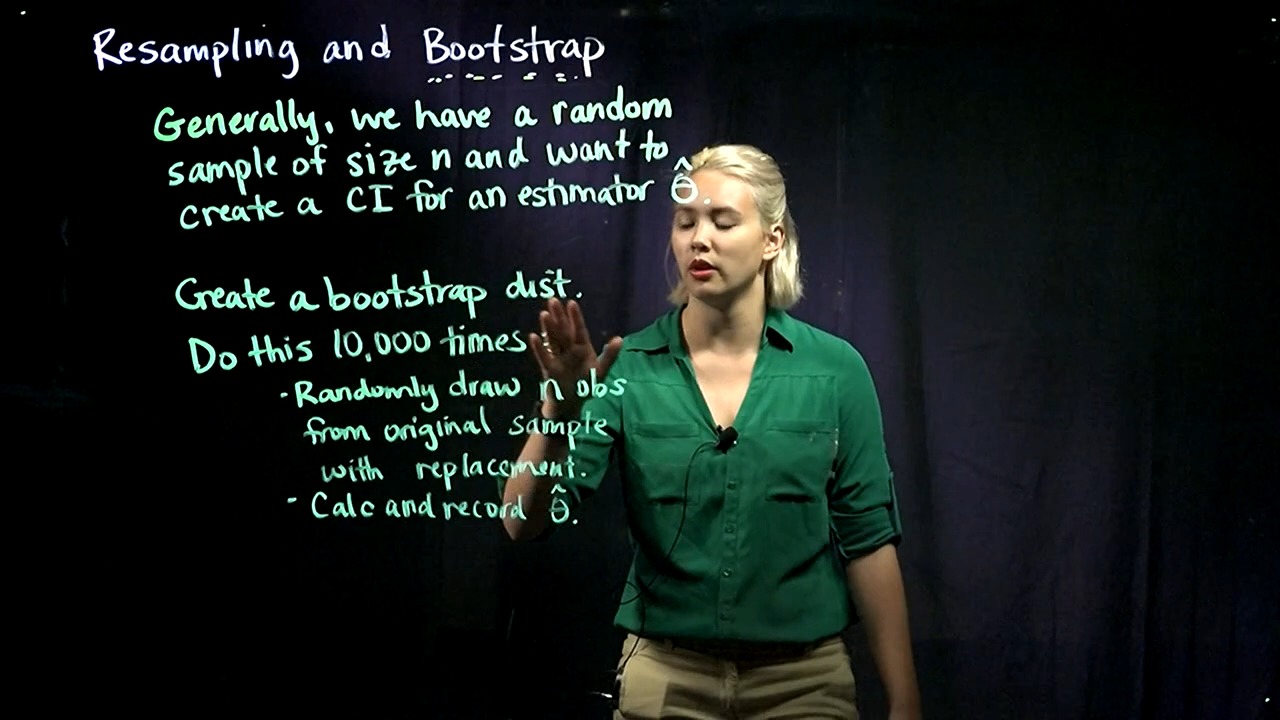 Resampling and Bootstrap
Generally, we have a random
sample of size n and want to
create a CI for an estimator θ̂.
Create a bootstrap dist.
Do this 10,000 times
- Randomly draw n obs
from original sample
with replacement.
- Calc and record θ̂.